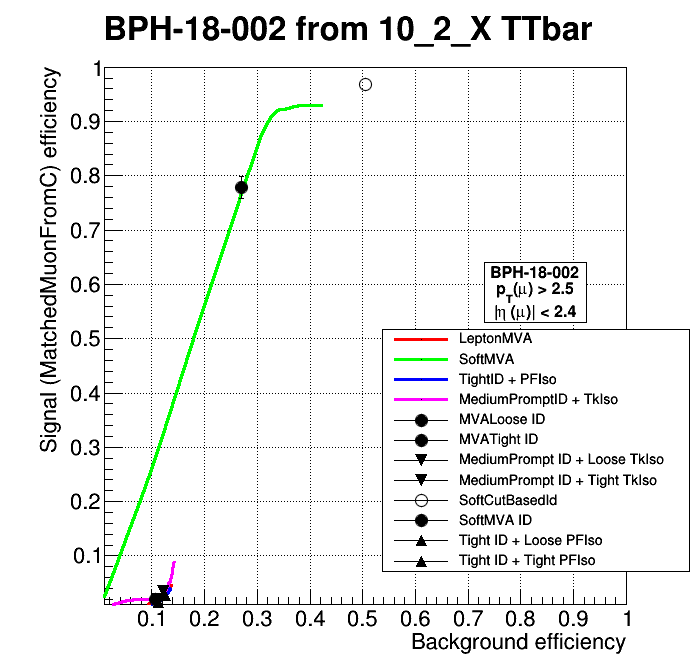 BPH-18-002 from 10_2_X TTbar
Signal (MatchedMuonFromC) efficiency
1
0.9
0.8
0.7
0.6
0.5
0.4
0.3
0.2
0.1
BPH-18-002
pT(μ) > 2.5
|η (μ)| < 2.4
LeptonMVA
SoftMVA
TightID + PFIso
MediumPromptID + TkIso
MVALoose ID
MVATight ID
MediumPrompt ID + Loose TkIso
MediumPrompt ID + Tight TkIso
SoftCutBasedId
SoftMVA ID
Tight ID + Loose PFIso
Tight ID + Tight PFIso
0.1 0.2 0.3 0.4 0.5 0.6 0.7 0.8 0.9 1
Background efficiency